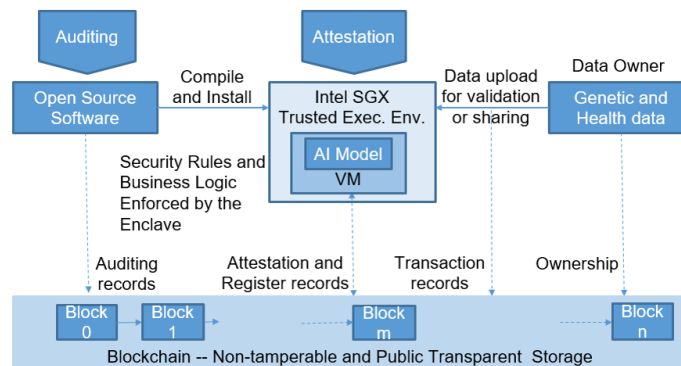 Auditing
Attestation
Compile
and Install
Data upload
for validation
or sharing
Data Owner
Open Source
Software
Intel SGX
Trusted Exec. Env.
AI Model
VM
Genetic and
Health data
Security Rules and
Business Logic
Enforced by the
Enclave
Auditing
records
Attestation and
Register records
Transaction
records
Ownership
Block
0
Block
1
Block
m
Block
n
Blockchain -- Non-tamperable and Public Transparent Storage